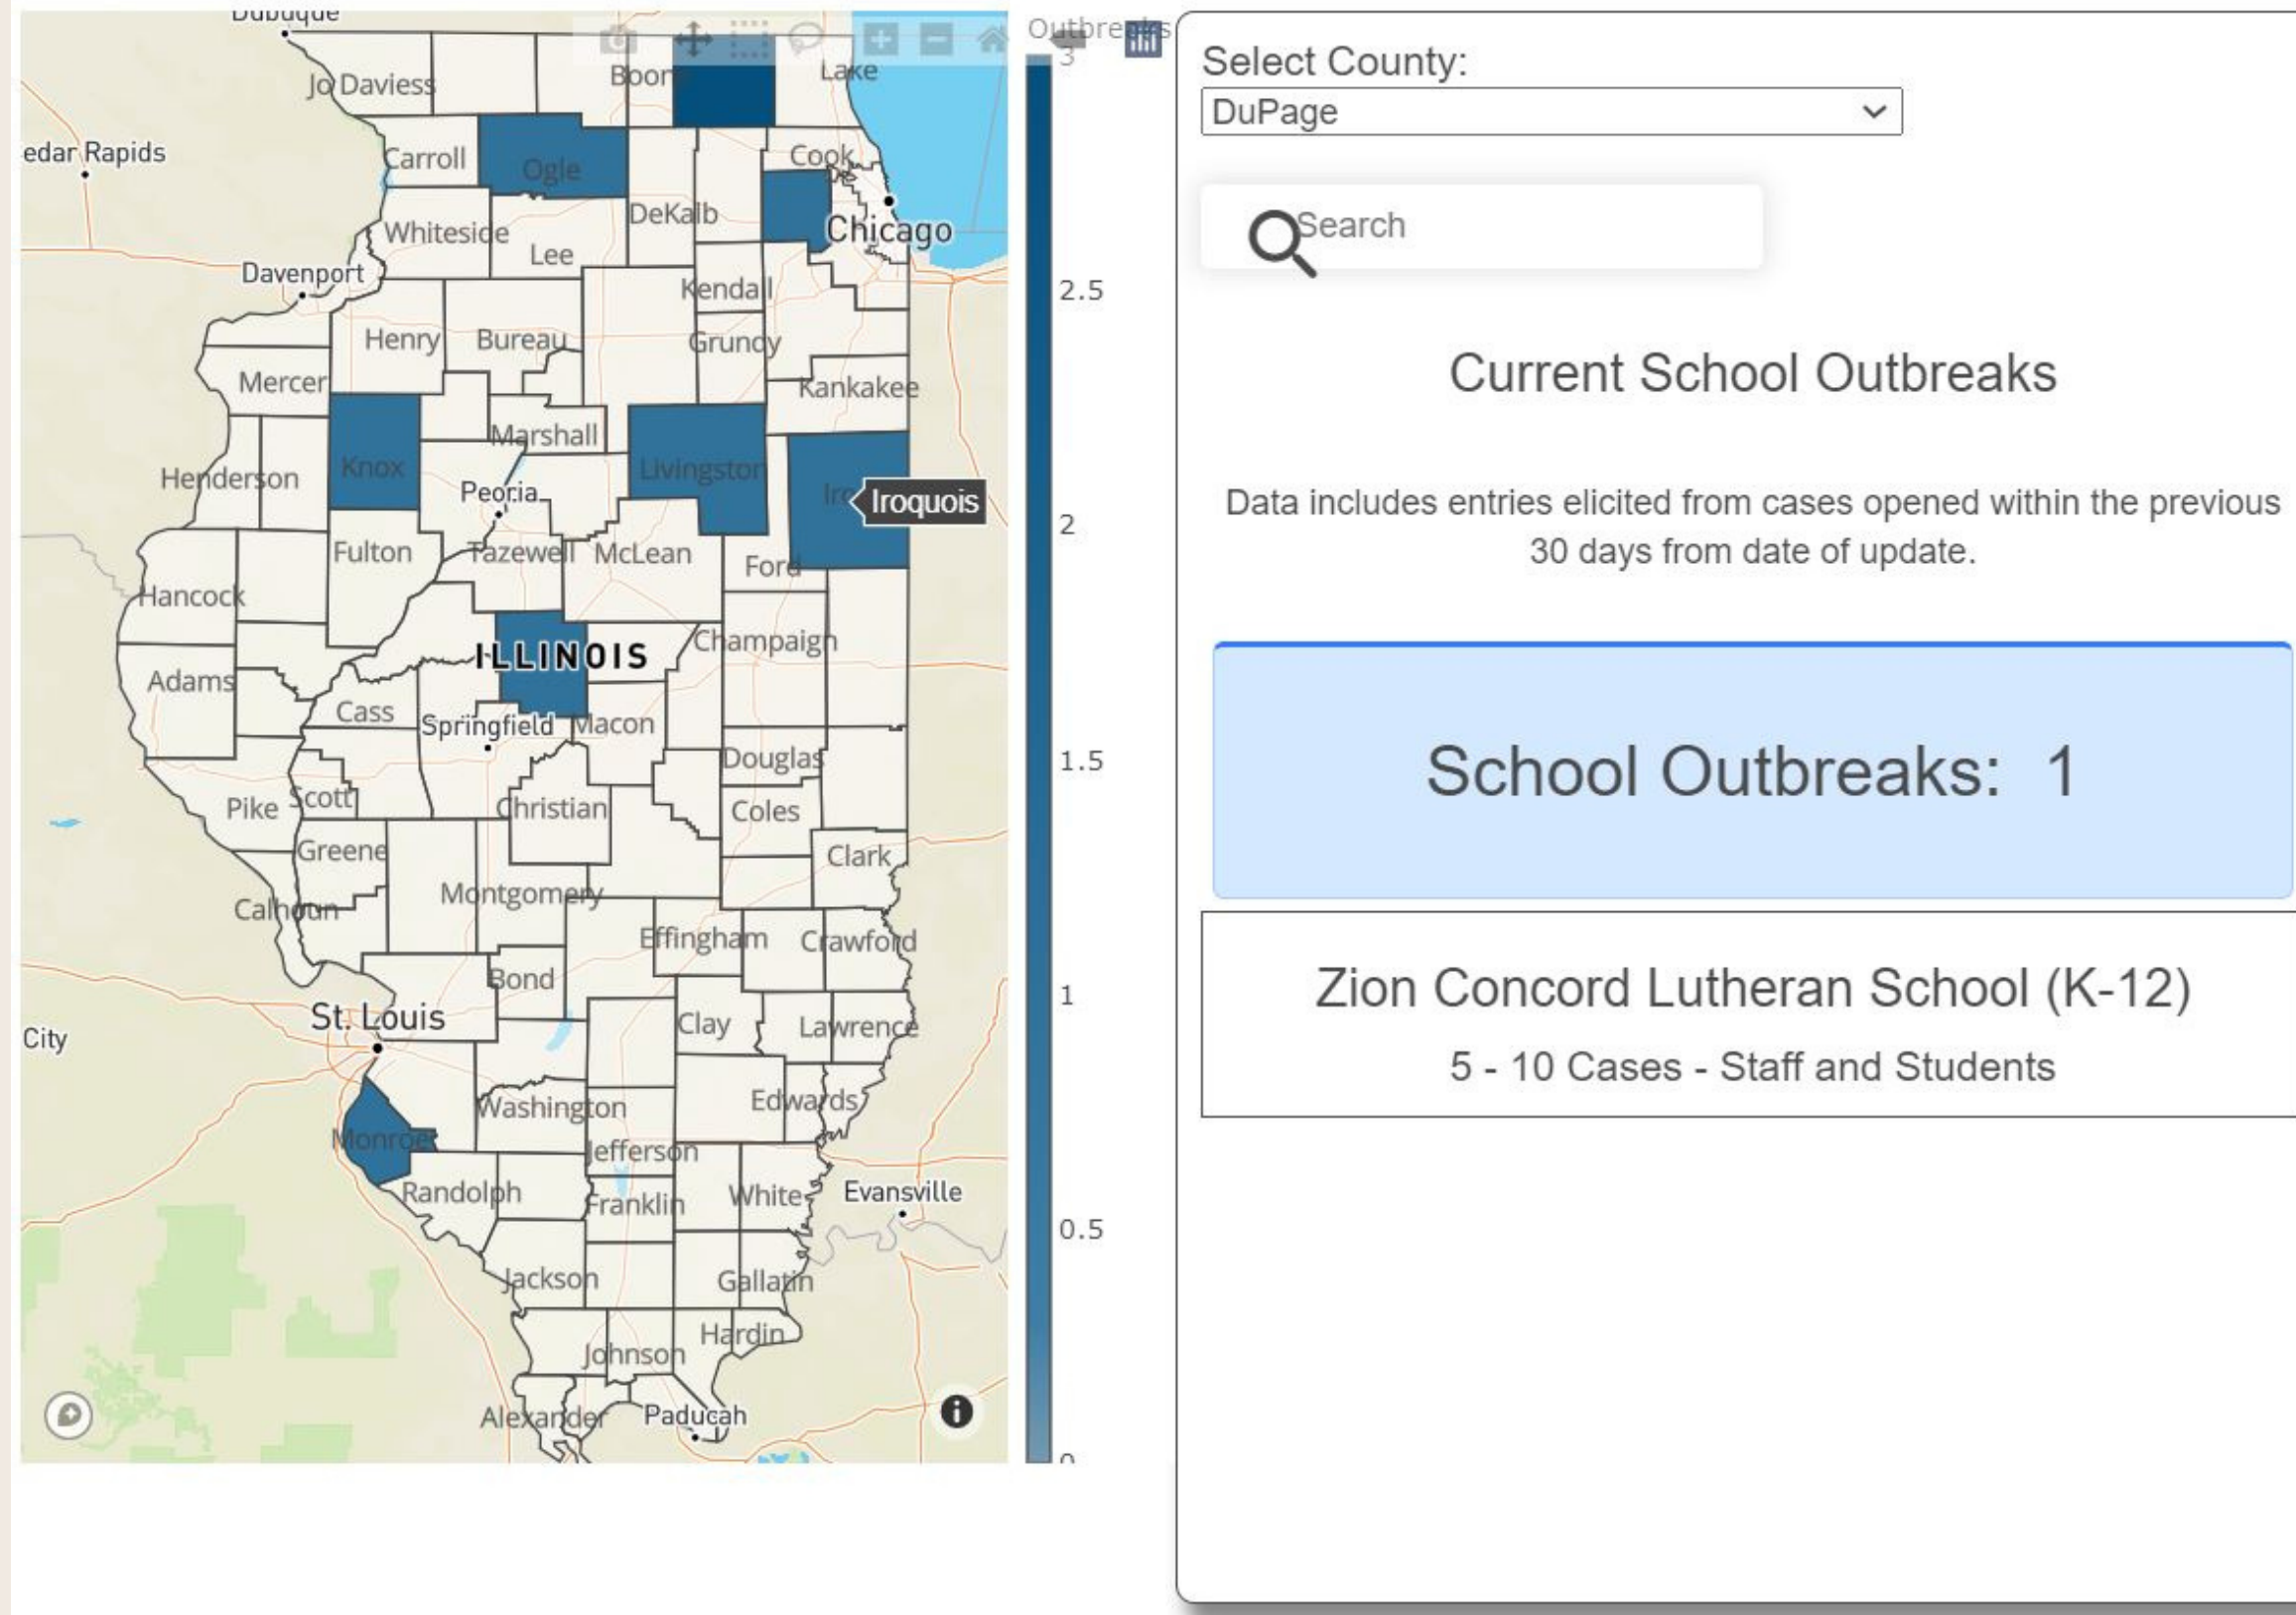 Dubuque
Outbreaks
Jo Daviess
Boon
Lake
3
edar Rapids
Carroll
Ogle
Cook
DeKalb
Whiteside
Lee
Chicago
Davenport
Kendall
2.5
Henry
Bureau
Grundy
Mercer
Kankakee
Marshall
Knox
Livingston
Henderson
Peoria
Iro
Iroquois
2
Fulton
Tazewell
McLean
Ford
Hancock
Champaign
ILLINOIS
Adams
Cass
Springfield
Macon
Douglas
1.5
Pike
Scott
Christian
Coles
Greene
Clark
Montgomery
Calhoun
Effingham
Crawford
Bond
1
St. Louis
Clay
Lawrence
City
Washington
Edwards
Monroe
Jefferson
Randolph
Franklin
White
Evansville
0.5
Jackson
Gallatin
Hardin
Johnson
Alexander
Paducah
0
Select County:
DuPage
Search
Current School Outbreaks
Data includes entries elicited from cases opened within the previous
30 days from date of update.
School Outbreaks: 1
Zion Concord Lutheran School (K-12)
5 - 10 Cases - Staff and Students